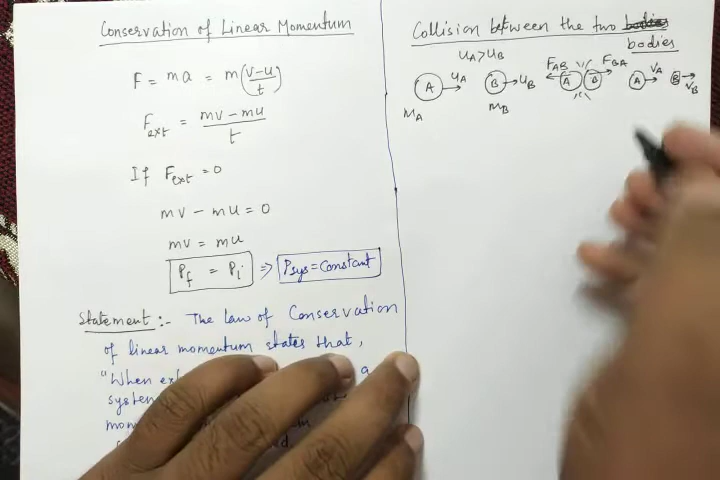 Conservation of Linear Momentum
F = ma = m(v-u/t)
Fext = mv - mu/t
If Fext = 0
mv - mu = 0
mv = mu
Pf = Pi => Psys = Constant
Statement :- The law of Conservation
of linear momentum states that,
"When a
system
Collision between the two
bodies
uA > uB
A uA B uB FAB A B FBA A vA B vB
MA MB